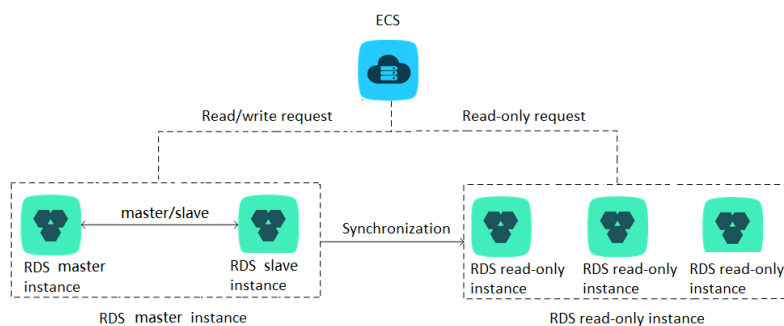 ECS
Read/write request
Read-only request
master/slave
Synchronization
RDS master
instance
RDS slave
instance
RDS read-only
instance
RDS read-only
instance
RDS read-only
instance
RDS master instance
RDS read-only instance